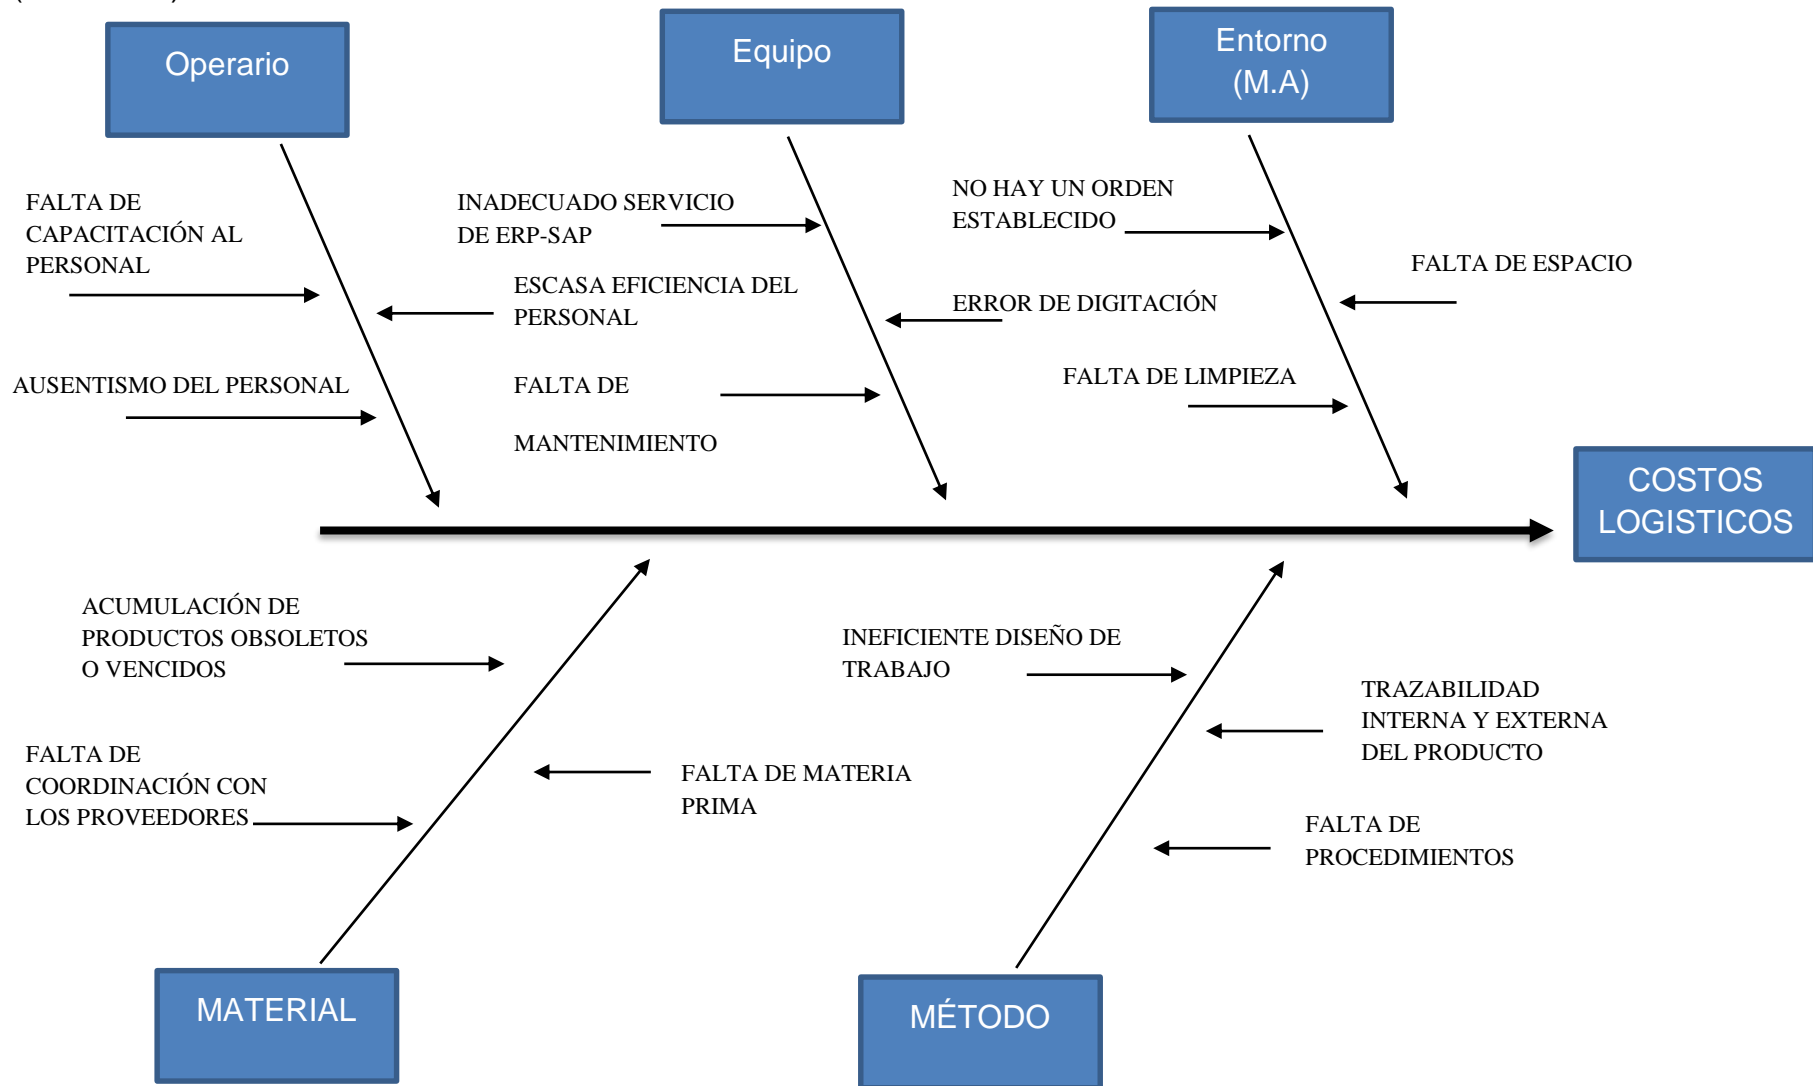 Operario
Equipo
Entorno
(M.A)
FALTA DE
CAPACITACIÓN AL
PERSONAL
INADECUADO SERVICIO
DE ERP-SAP
NO HAY UN ORDEN
ESTABLECIDO
FALTA DE ESPACIO
ESCASA EFICIENCIA DEL
PERSONAL
ERROR DE DIGITACIÓN
AUSENTISMO DEL PERSONAL
FALTA DE
MANTENIMIENTO
FALTA DE LIMPIEZA
COSTOS
LOGISTICOS
ACUMULACIÓN DE
PRODUCTOS OBSOLETOS
O VENCIDOS
INEFICIENTE DISEÑO DE
TRABAJO
TRAZABILIDAD
INTERNA Y EXTERNA
DEL PRODUCTO
FALTA DE
COORDINACIÓN CON
LOS PROVEEDORES
FALTA DE MATERIA
PRIMA
FALTA DE
PROCEDIMIENTOS
MATERIAL
MÉTODO